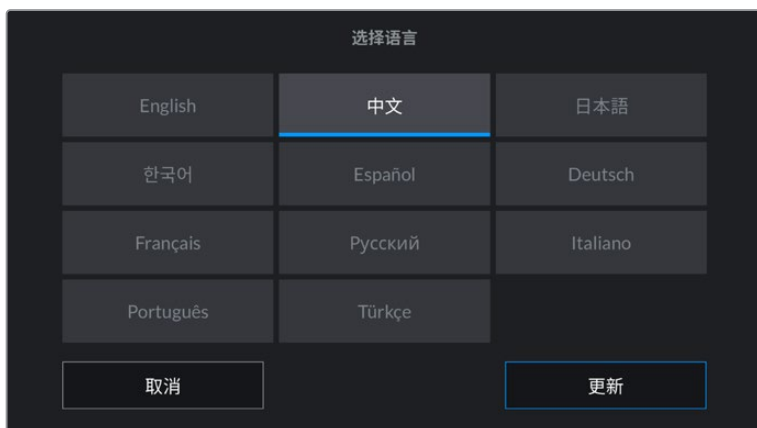 选择语言
English 中文 日本語
한국어 Español Deutsch
Français Русский Italiano
Português Türkçe
取消 更新